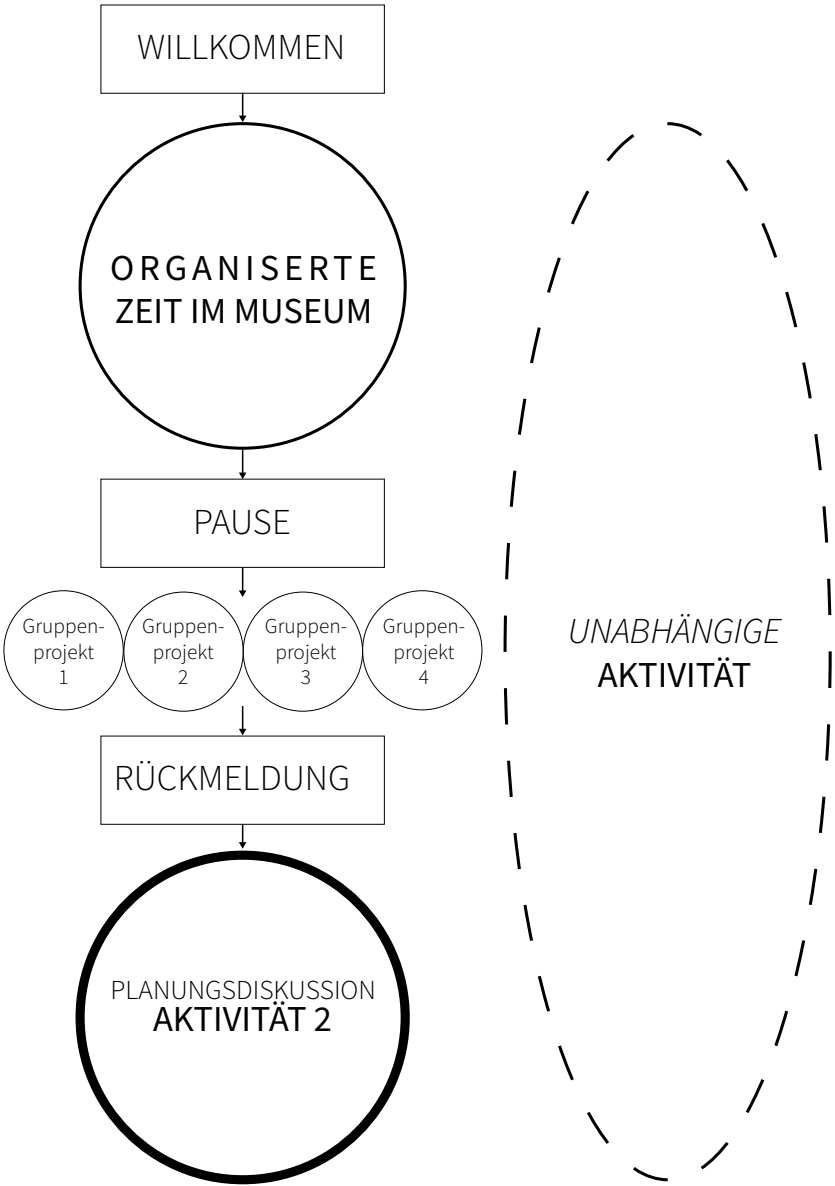 WILLKOMMEN
ORGANISERTE
ZEIT IM MUSEUM
PAUSE
Gruppen-
projekt
1
Gruppen-
projekt
2
Gruppen-
projekt
3
Gruppen-
projekt
4
RÜCKMELDUNG
PLANUNGSDISKUSSION
AKTIVITÄT 2
UNABHÄNGIGE
AKTIVITÄT